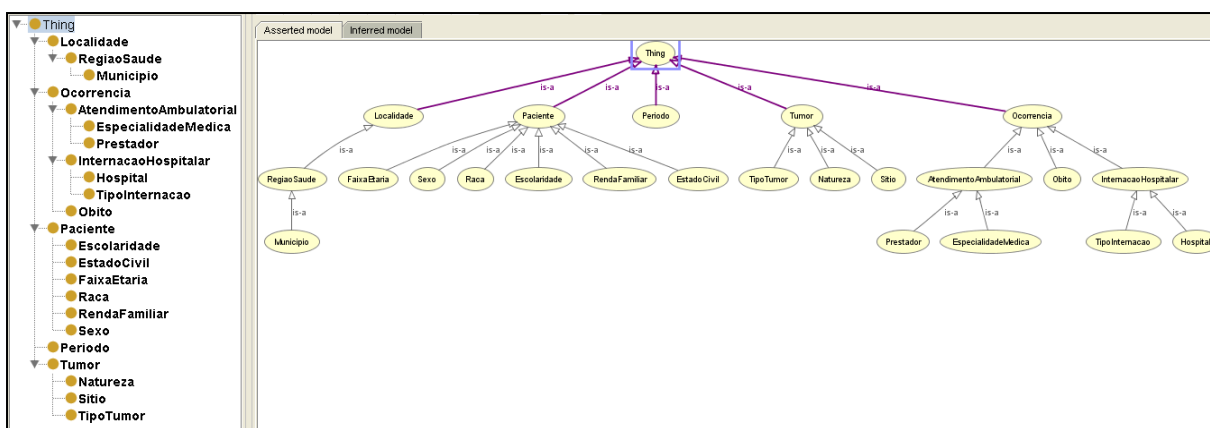 Thing
Localidade
RegiaoSaude
Municipio
Ocorrencia
AtendimentoAmbulatorial
EspecialidadeMedica
Prestador
InternacaoHospitalar
Hospital
TipoInternacao
Obito
Paciente
Escolaridade
EstadoCivil
FaixaEtaria
Raca
RendaFamiliar
Sexo
Periodo
Tumor
Natureza
Sitio
TipoTumor
Asserted model Inferred model
Thing
is-a is-a is-a is-a is-a
Localidade Paciente Periodo Tumor Ocorrencia
is-a is-a is-a is-a is-a is-a is-a is-a is-a is-a is-a is-a is-a
RegiaoSaude FaixaEtaria Sexo Raca Escolaridade RendaFamiliar EstadoCivil TipoTumor Natureza Sitio AtendimentoAmbulatorial Obito InternacaoHospitalar
is-a is-a is-a is-a is-a
Municipio Prestador EspecialidadeMedica TipoInternacao Hospital